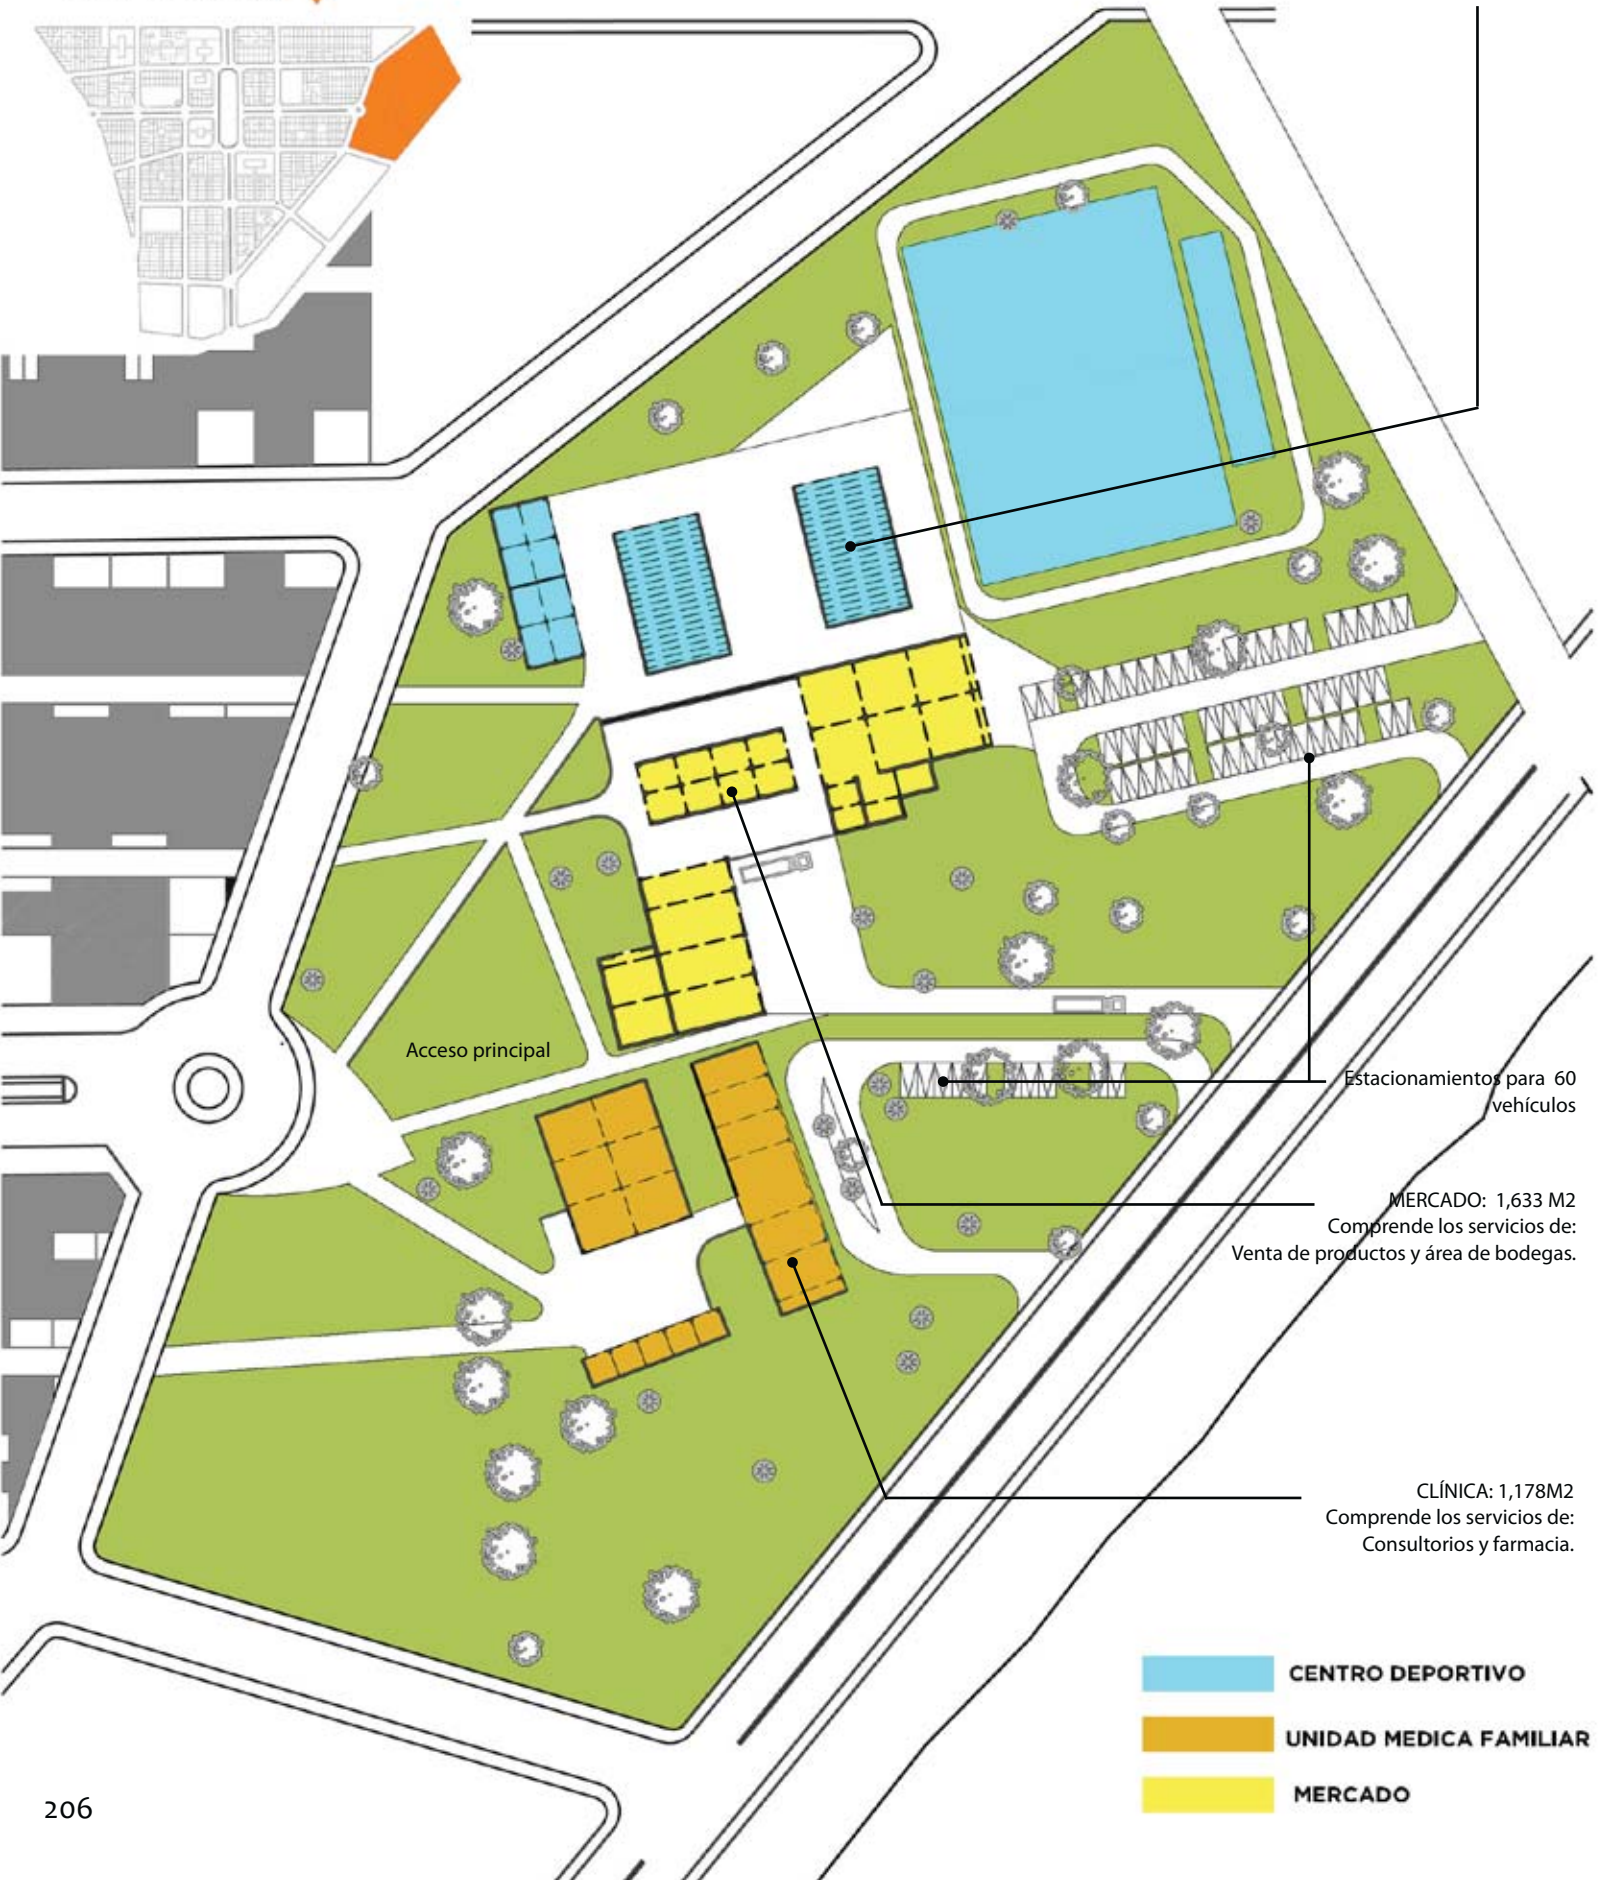 Acceso principal
Estacionamientos para 60
vehículos
MERCADO: 1,633 M2
Comprende los servicios de:
Venta de productos y área de bodegas.
CLÍNICA: 1,178M2
Comprende los servicios de:
Consultorios y farmacia.
CENTRO DEPORTIVO
UNIDAD MEDICA FAMILIAR
MERCADO
206